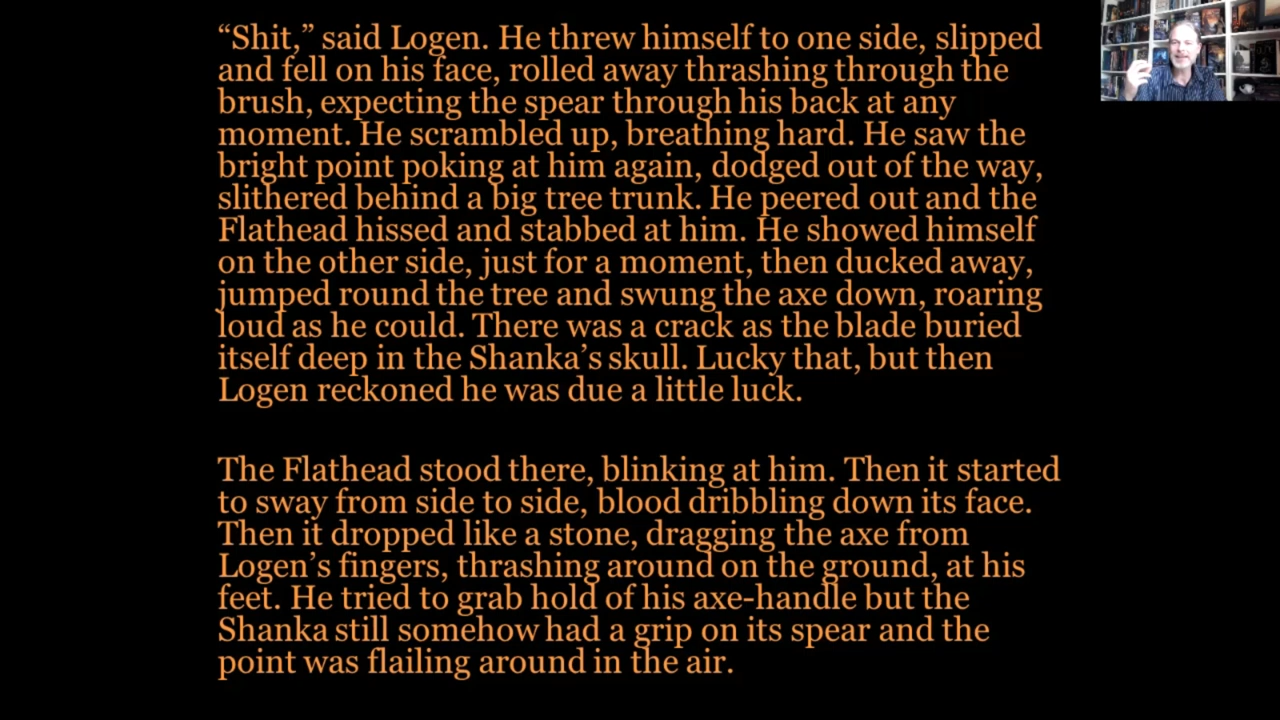 “Shit,” said Logen. He threw himself to one side, slipped
and fell on his face, rolled away thrashing through the
brush, expecting the spear through his back at any
moment. He scrambled up, breathing hard. He saw the
bright point poking at him again, dodged out of the way,
slithered behind a big tree trunk. He peered out and the
Flathead hissed and stabbed at him. He showed himself
on the other side, just for a moment, then ducked away,
jumped round the tree and swung the axe down, roaring
loud as he could. There was a crack as the blade buried
itself deep in the Shanka’s skull. Lucky that, but then
Logen reckoned he was due a little luck.
The Flathead stood there, blinking at him. Then it started
to sway from side to side, blood dribbling down its face.
Then it dropped like a stone, dragging the axe from
Logen’s fingers, thrashing around on the ground, at his
feet. He tried to grab hold of his axe-handle but the
Shanka still somehow had a grip on its spear and the
point was flailing around in the air.